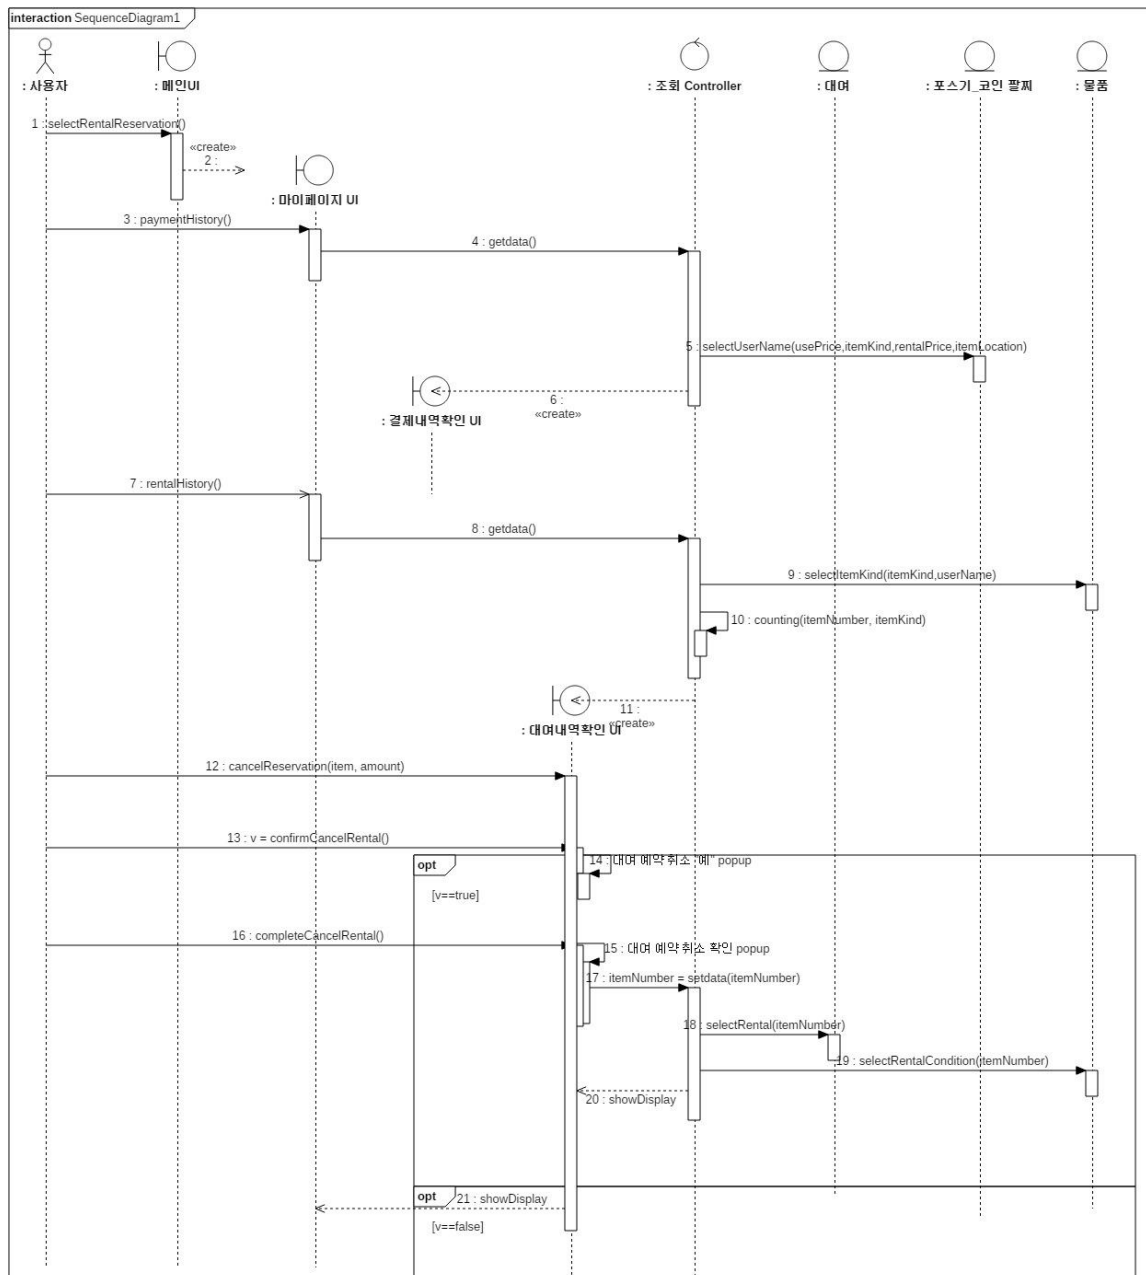 interaction SequenceDiagram1
: 사용자
: 메인UI
: 조회 Controller
: 대여
: 포스기_코인 팔찌
: 물품
1 : selectRentalReservation()
«create»
2 :
: 마이페이지 UI
3 : paymentHistory()
4 : getdata()
5 : selectUserName(usePrice,itemKind,rentalPrice,itemLocation)
6 :
«create»
: 결제내역확인 UI
7 : rentalHistory()
8 : getdata()
9 : selectItemKind(itemKind,userName)
10 : counting(itemNumber, itemKind)
11 :
«create»
: 대여내역확인 UI
12 : cancelReservation(item, amount)
13 : v = confirmCancelRental()
opt
14 : 대여 예약 취소 "예" popup
[v==true]
16 : completeCancelRental()
15 : 대여 예약 취소 확인 popup
17 : itemNumber = setdata(itemNumber)
18 : selectRental(itemNumber)
19 : selectRentalCondition(itemNumber)
20 : showDisplay
opt
21 : showDisplay
[v==false]